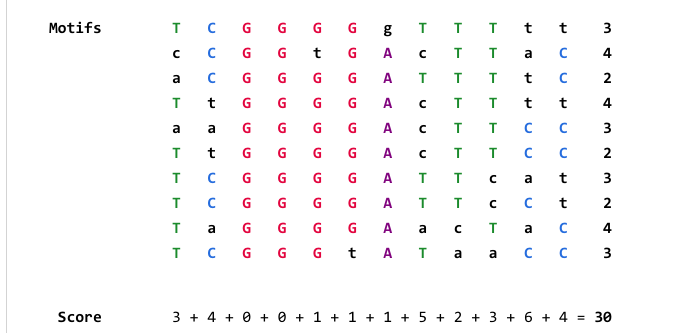 Motifs T C G G G G g T T T t t 3
c C G G t G A c T T a C 4
a C G G G G A T T T t C 2
T t G G G G A c T T t t 4
a a G G G G A c T T C C 3
T t G G G G A c T T C C 2
T C G G G G A T T c a t 3
T C G G G G A T T c C t 2
T a G G G G A a c T a C 4
T C G G G t A T a a C C 3
Score 3 + 4 + 0 + 0 + 1 + 1 + 1 + 5 + 2 + 3 + 6 + 4 = 30